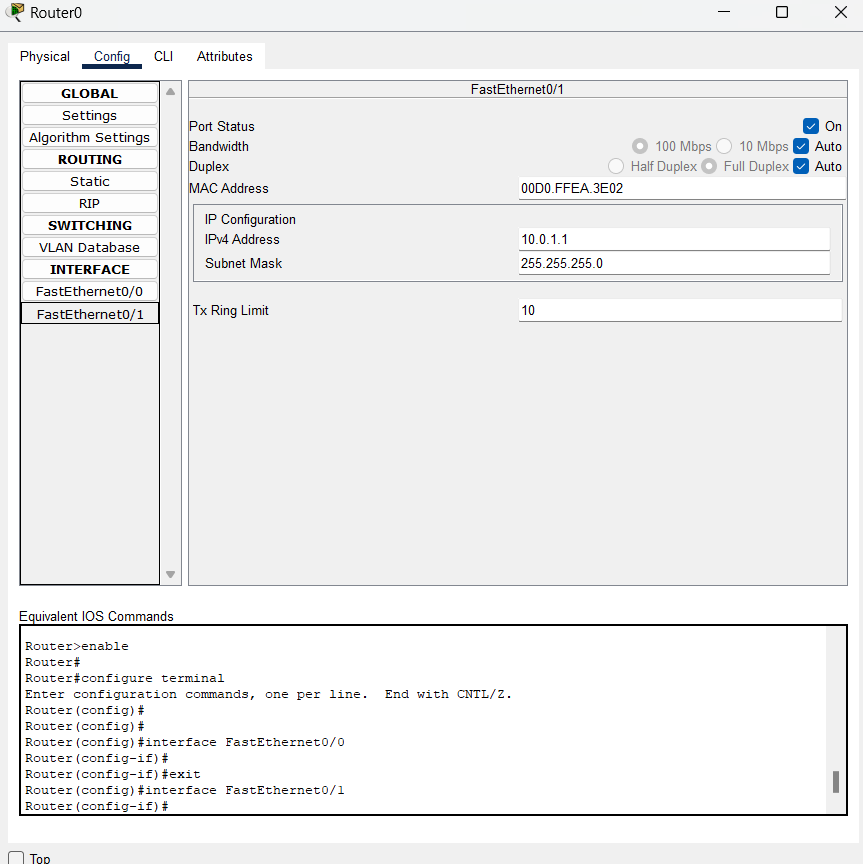 Router0
Physical Config CLI Attributes
GLOBAL
Settings
Algorithm Settings
ROUTING
Static
RIP
SWITCHING
VLAN Database
INTERFACE
FastEthernet0/0
FastEthernet0/1
FastEthernet0/1
Port Status On
Bandwidth 100 Mbps 10 Mbps Auto
Duplex Half Duplex Full Duplex Auto
MAC Address 00D0.FFEA.3E02
IP Configuration
IPv4 Address 10.0.1.1
Subnet Mask 255.255.255.0
Tx Ring Limit 10
Equivalent IOS Commands
Router>enable
Router#
Router#configure terminal
Enter configuration commands, one per line.  End with CNTL/Z.
Router(config)#
Router(config)#
Router(config)#interface FastEthernet0/0
Router(config-if)#
Router(config-if)#exit
Router(config)#interface FastEthernet0/1
Router(config-if)#
Top